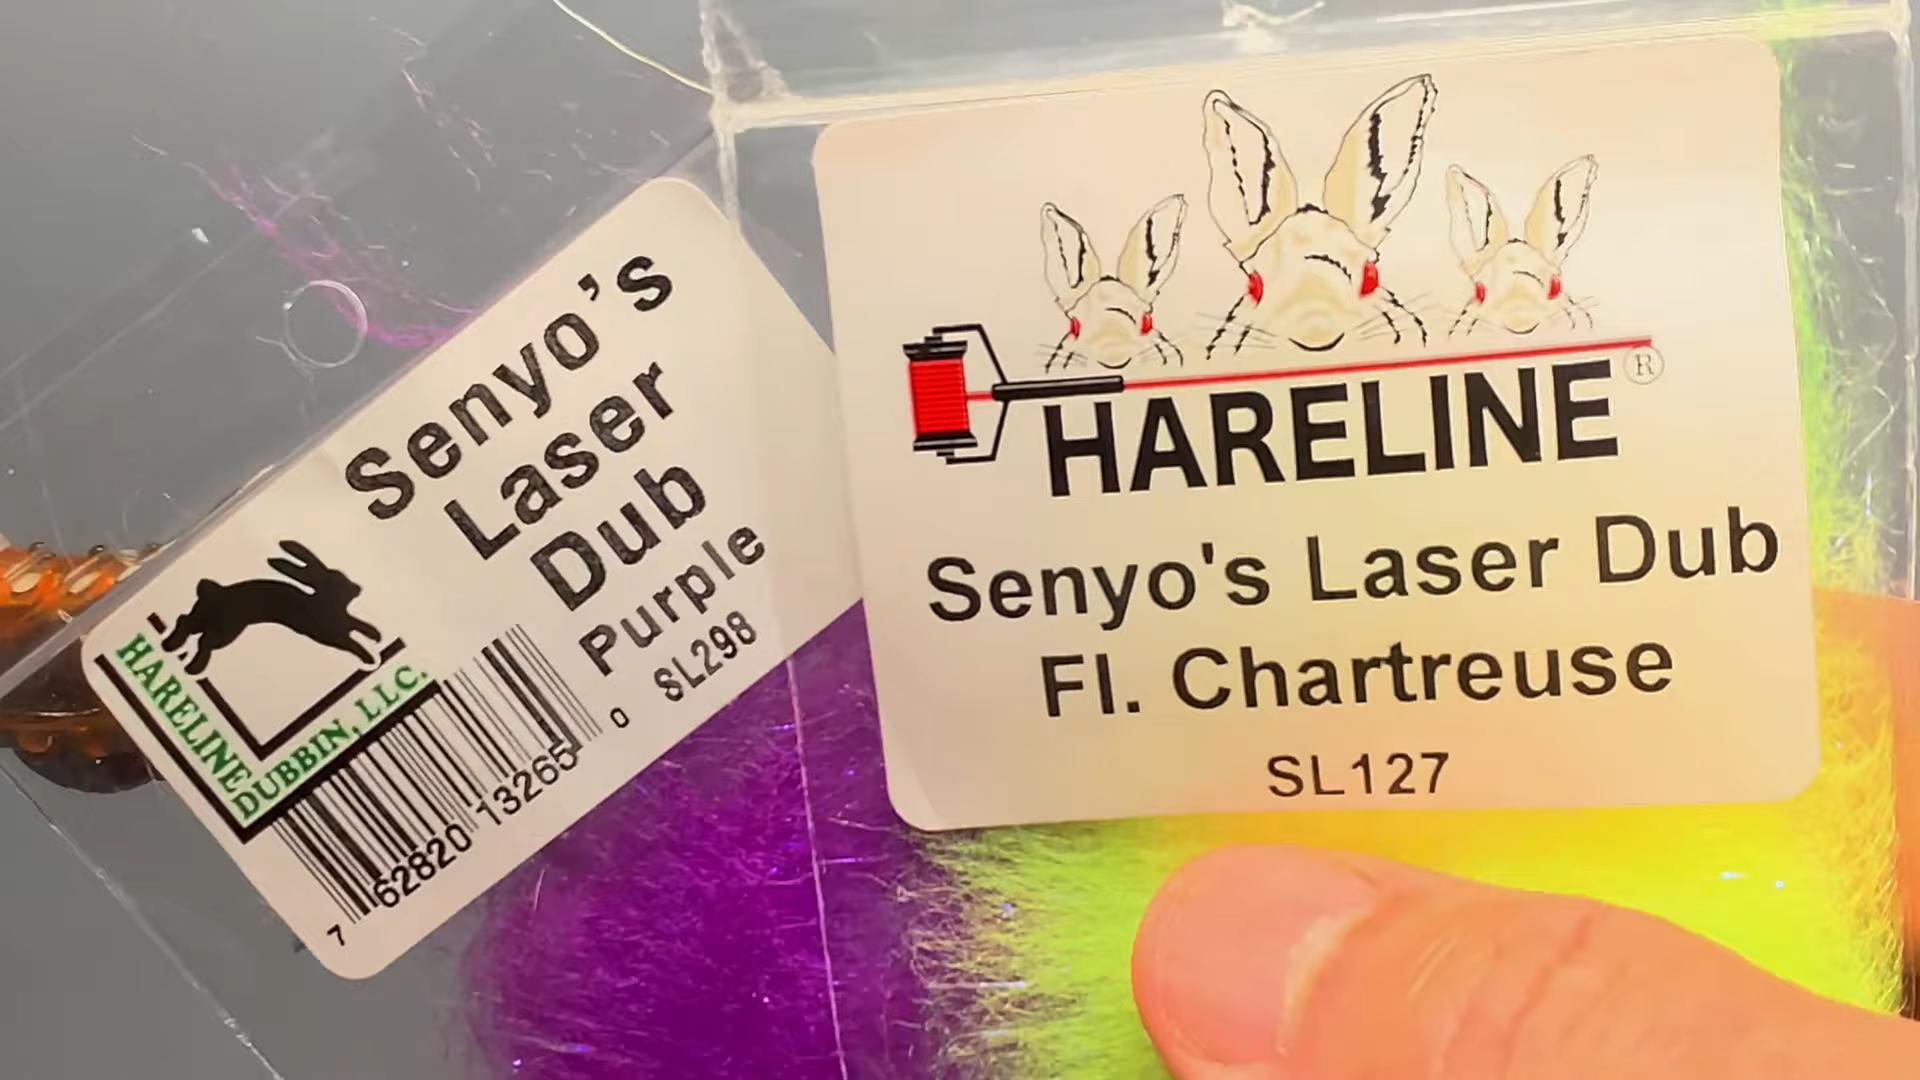 Senyo's
Laser
Dub
Purple
SL298
HARELINE
DUBBIN, LLC.
7 62820 13265 0
HARELINE®
Senyo's Laser Dub
Fl. Chartreuse
SL127